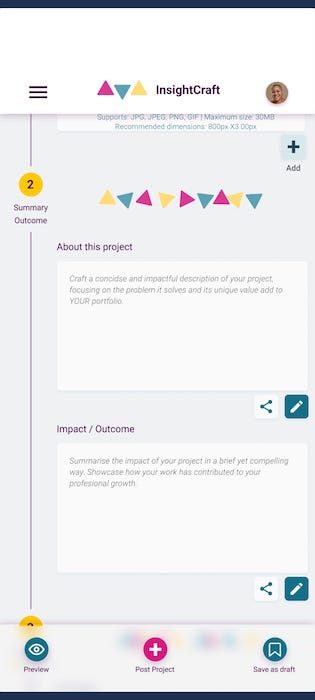 InsightCraft
Supports: JPG, JPEG, PNG, GIF | Maximum size: 30MB
Recommended dimensions: 800px X3 00px
Add
2
Summary
Outcome
About this project
Craft a concidse and impactful description of your project,
focusing on the problem it solves and its unique value add to
YOUR portfolio.
Impact / Outcome
Summarise the impact of your project in a brief yet compelling
way. Showcase how your work has contributed to your
profesional growth.
Preview
Post Project
Save as draft